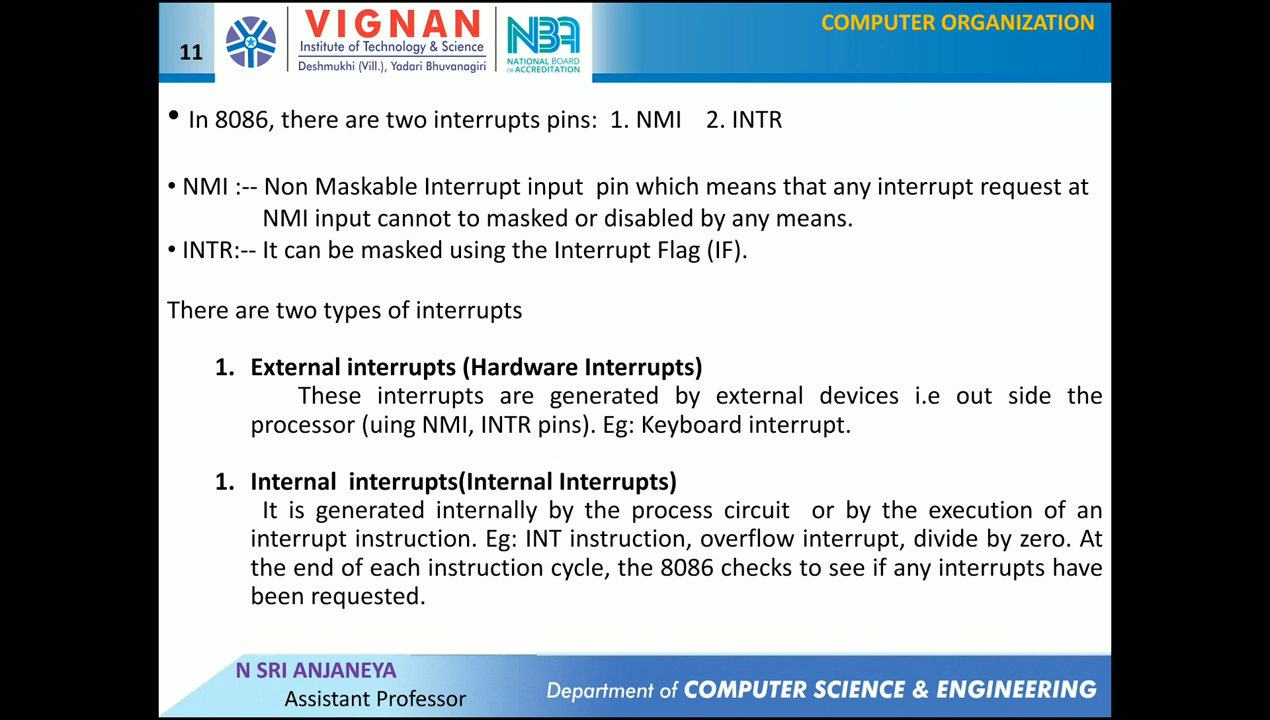 11
VIGNAN
Institute of Technology & Science
Deshmukhi (Vill.), Yadari Bhuvanagiri
NBA
NATIONAL BOARD
OF ACCREDITATION
COMPUTER ORGANIZATION
• In 8086, there are two interrupts pins: 1. NMI 2. INTR
• NMI :-- Non Maskable Interrupt input pin which means that any interrupt request at
NMI input cannot to masked or disabled by any means.
• INTR:-- It can be masked using the Interrupt Flag (IF).
There are two types of interrupts
1. External interrupts (Hardware Interrupts)
These interrupts are generated by external devices i.e out side the
processor (uing NMI, INTR pins). Eg: Keyboard interrupt.
1. Internal interrupts(Internal Interrupts)
It is generated internally by the process circuit or by the execution of an
interrupt instruction. Eg: INT instruction, overflow interrupt, divide by zero. At
the end of each instruction cycle, the 8086 checks to see if any interrupts have
been requested.
N SRI ANJANEYA
Assistant Professor
Department of COMPUTER SCIENCE & ENGINEERING